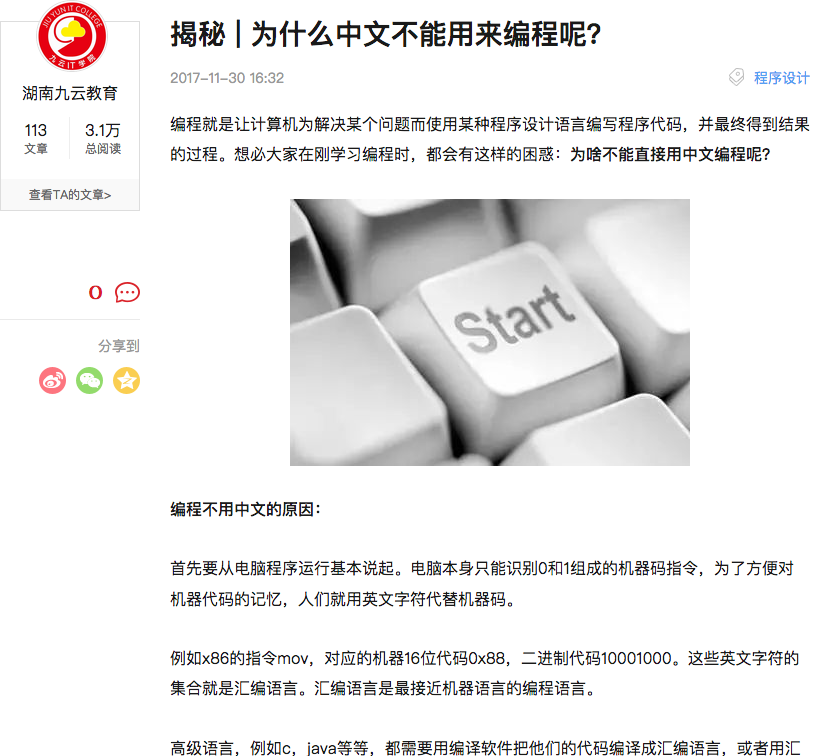 JIU YUN IT COLLEGE
九云IT学院
湖南九云教育
113
3.1万
文章
总阅读
查看TA的文章>
0
分享到
揭秘 | 为什么中文不能用来编程呢？
2017-11-30 16:32
程序设计
编程就是让计算机为解决某个问题而使用某种程序设计语言编写程序代码，并最终得到结果
的过程。想必大家在刚学习编程时，都会有这样的困惑：为啥不能直接用中文编程呢？
Start
编程不用中文的原因：
首先要从电脑程序运行基本说起。电脑本身只能识别0和1组成的机器码指令，为了方便对
机器代码的记忆，人们就用英文字符代替机器码。
例如x86的指令mov，对应的机器16位代码0x88，二进制代码10001000。这些英文字符的
集合就是汇编语言。汇编语言是最接近机器语言的编程语言。
高级语言，例如c，java等等，都需要用编译软件把他们的代码编译成汇编语言，或者用汇